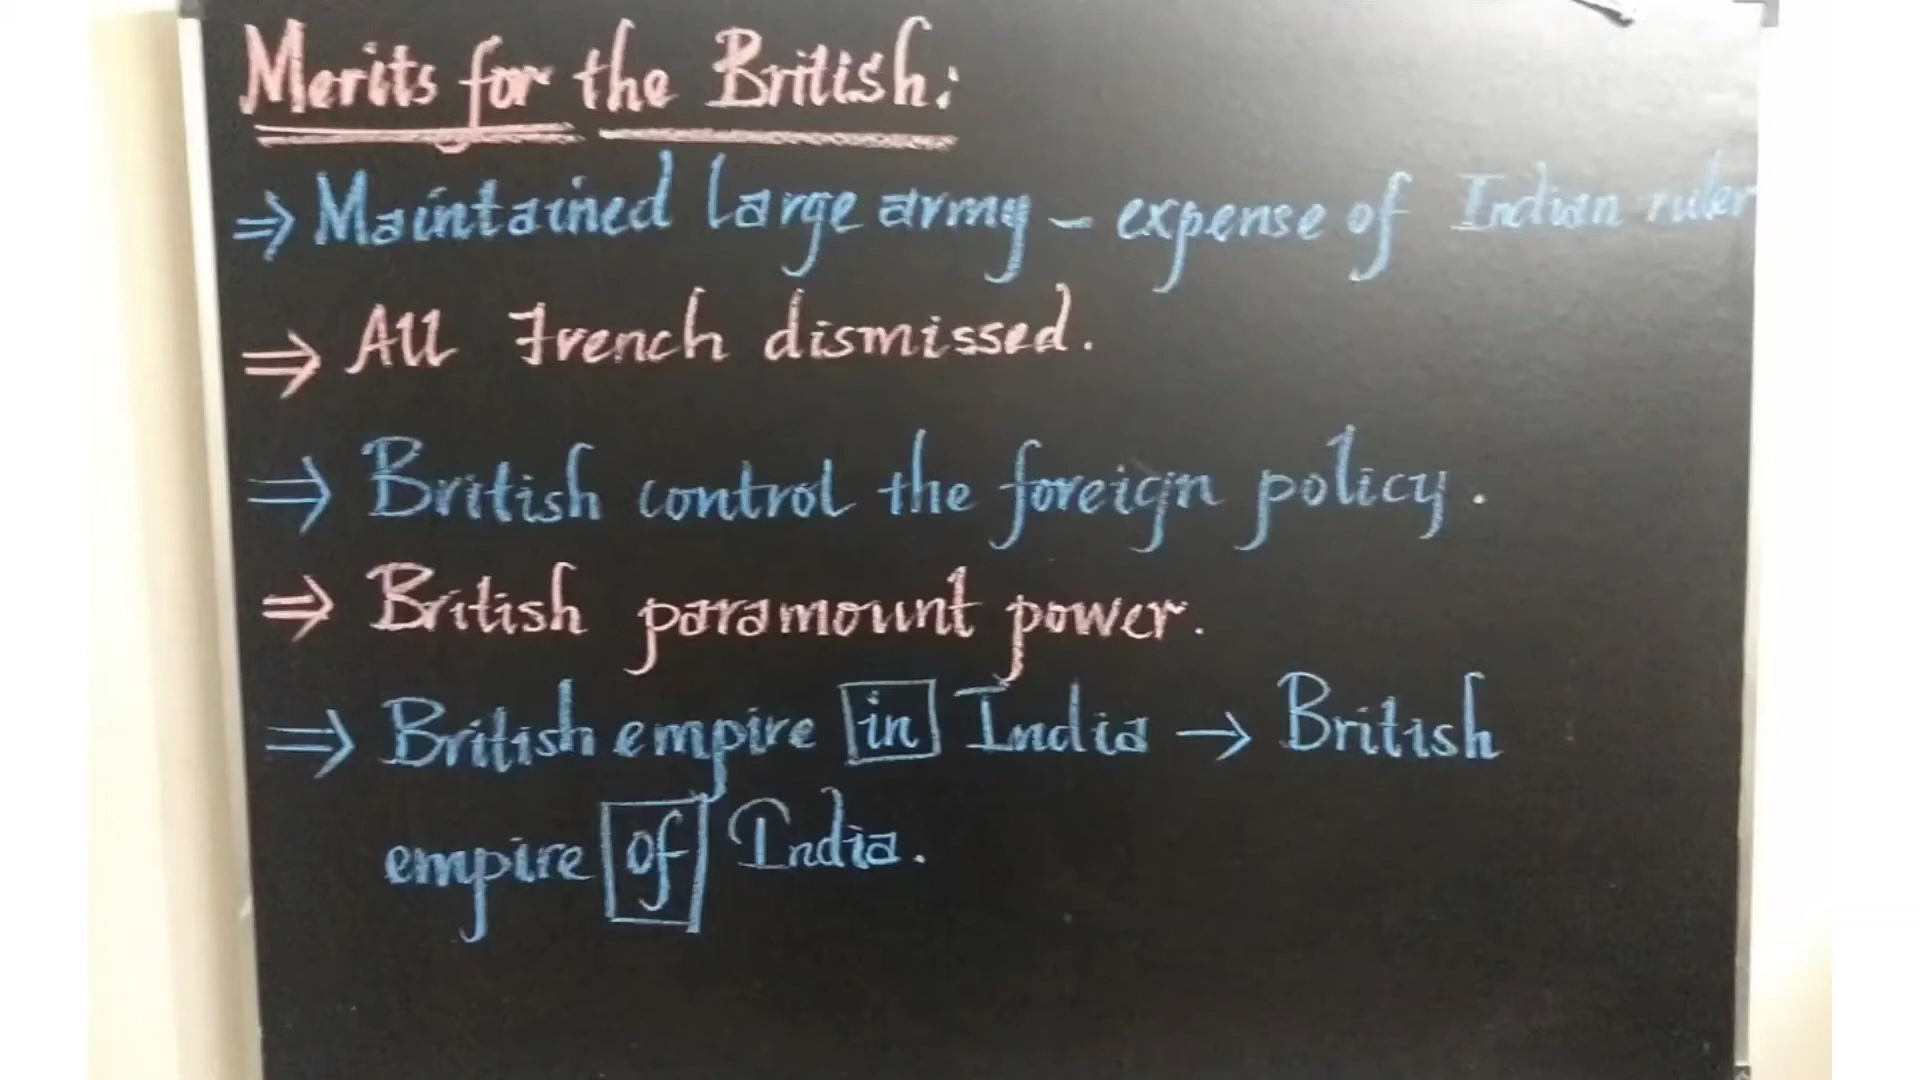 Merits for the British:
⇒ Maintained large army - expense of Indian ruler
⇒ All French dismissed.
⇒ British control the foreign policy.
⇒ British paramount power.
⇒ British empire in India → British
empire of India.